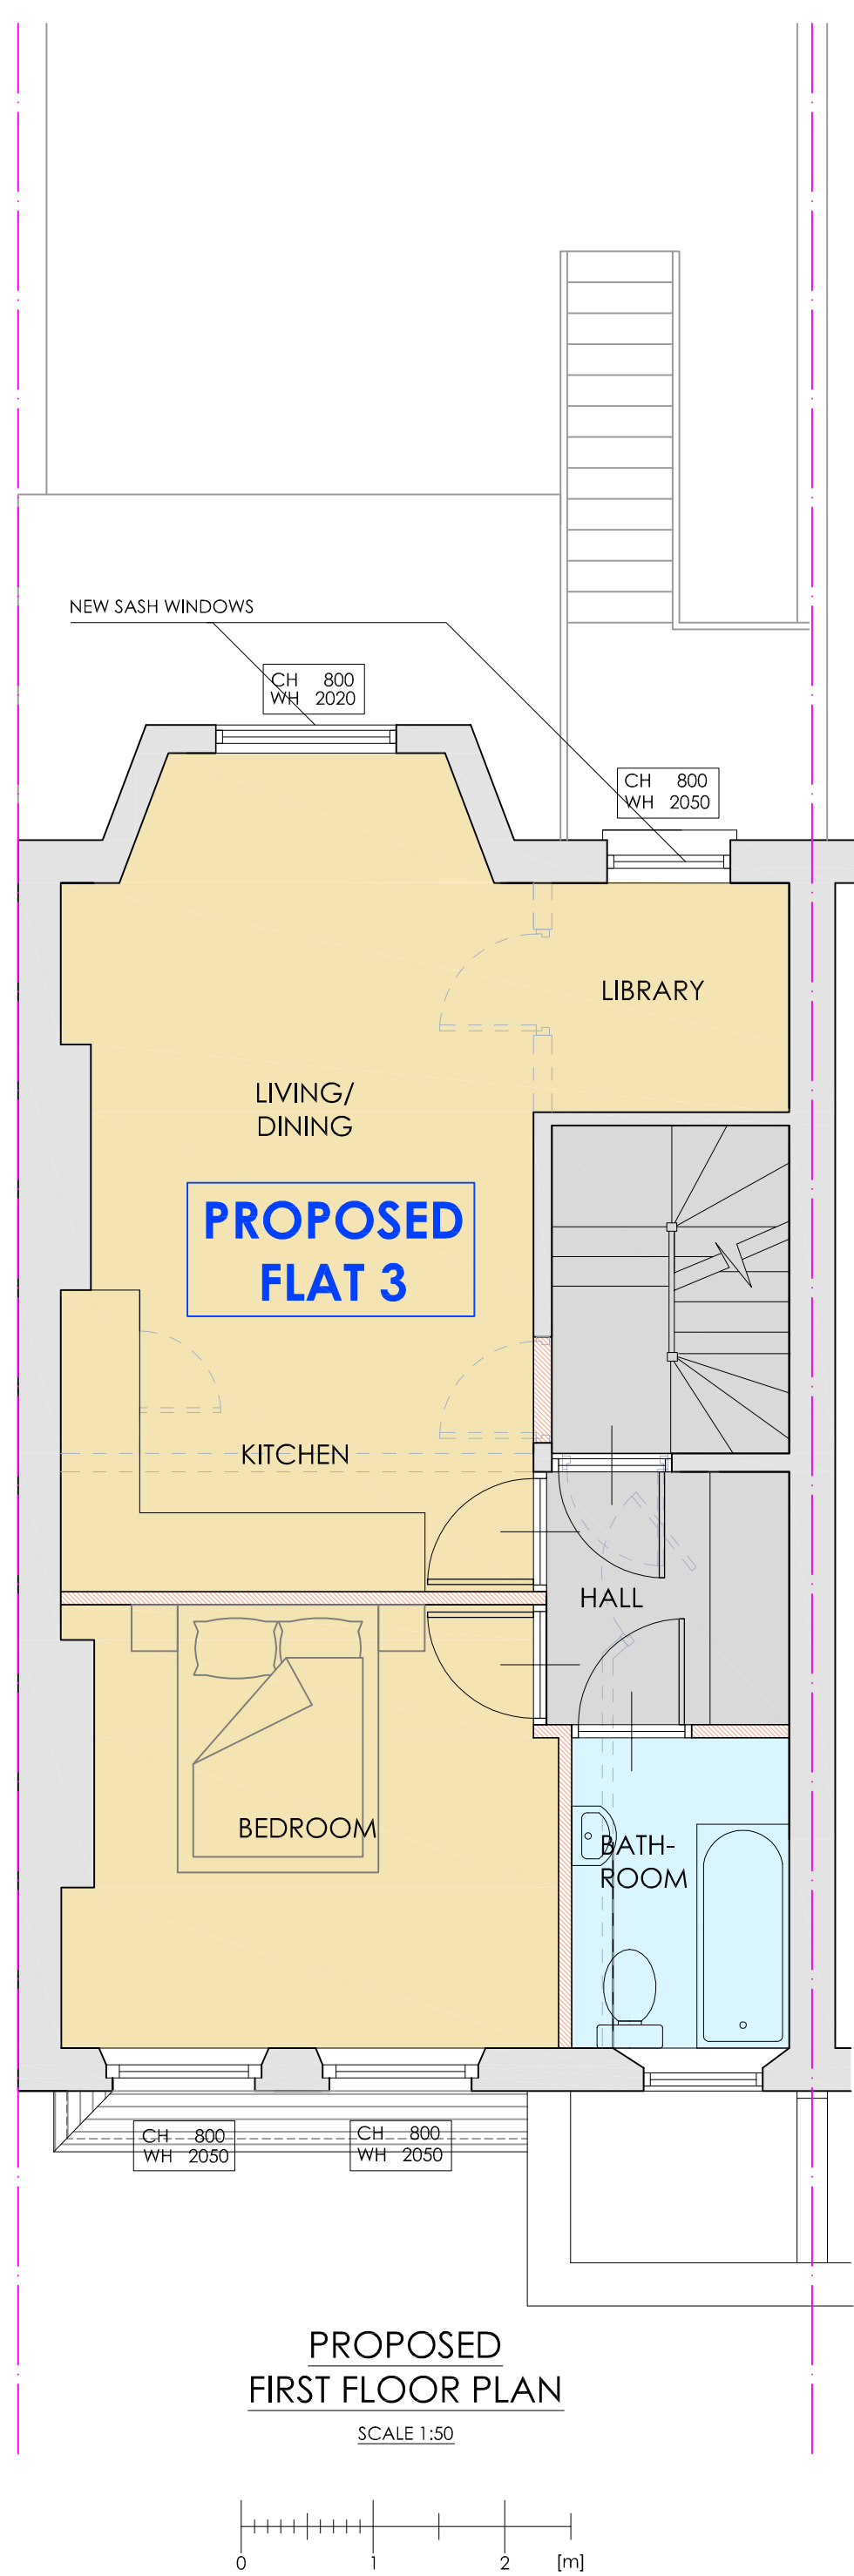 NEW SASH WINDOWS
CH 800
WH 2020
CH 800
WH 2050
LIBRARY
LIVING/
DINING
PROPOSED
FLAT 3
KITCHEN
HALL
BEDROOM
BATH-
ROOM
CH 800
WH 2050
CH 800
WH 2050
PROPOSED
FIRST FLOOR PLAN
SCALE 1:50
0 1 2 [m]